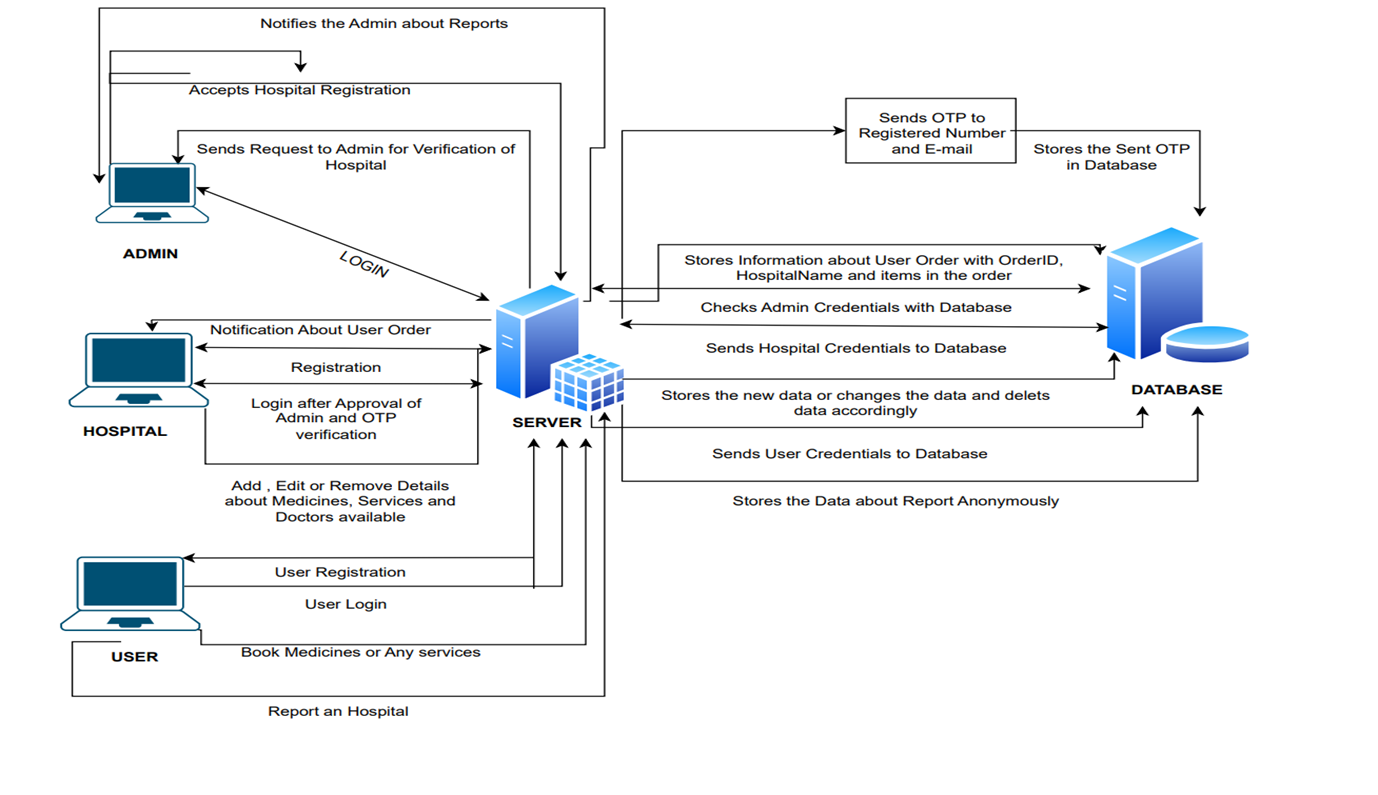 Notifies the Admin about Reports
Accepts Hospital Registration
Sends Request to Admin for Verification of
Hospital
ADMIN
LOGIN
Sends OTP to
Registered Number
and E-mail
Stores the Sent OTP
in Database
Stores Information about User Order with OrderID,
HospitalName and items in the order
Checks Admin Credentials with Database
Sends Hospital Credentials to Database
Stores the new data or changes the data and delets
data accordingly
Sends User Credentials to Database
Stores the Data about Report Anonymously
DATABASE
SERVER
Notification About User Order
Registration
Login after Approval of
Admin and OTP
verification
HOSPITAL
Add , Edit or Remove Details
about Medicines, Services and
Doctors available
User Registration
User Login
Book Medicines or Any services
USER
Report an Hospital